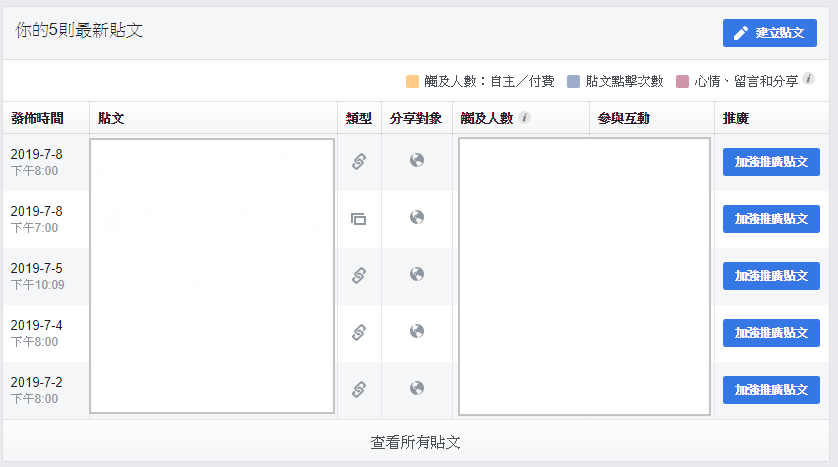 你的5則最新貼文
建立貼文
觸及人數：自主／付費 貼文點擊次數 心情、留言和分享
發佈時間 貼文 類型 分享對象 觸及人數 參與互動 推廣
2019-7-8
下午8:00
加強推廣貼文
2019-7-8
下午7:00
加強推廣貼文
2019-7-5
下午10:09
加強推廣貼文
2019-7-4
下午8:00
加強推廣貼文
2019-7-2
下午8:00
加強推廣貼文
查看所有貼文